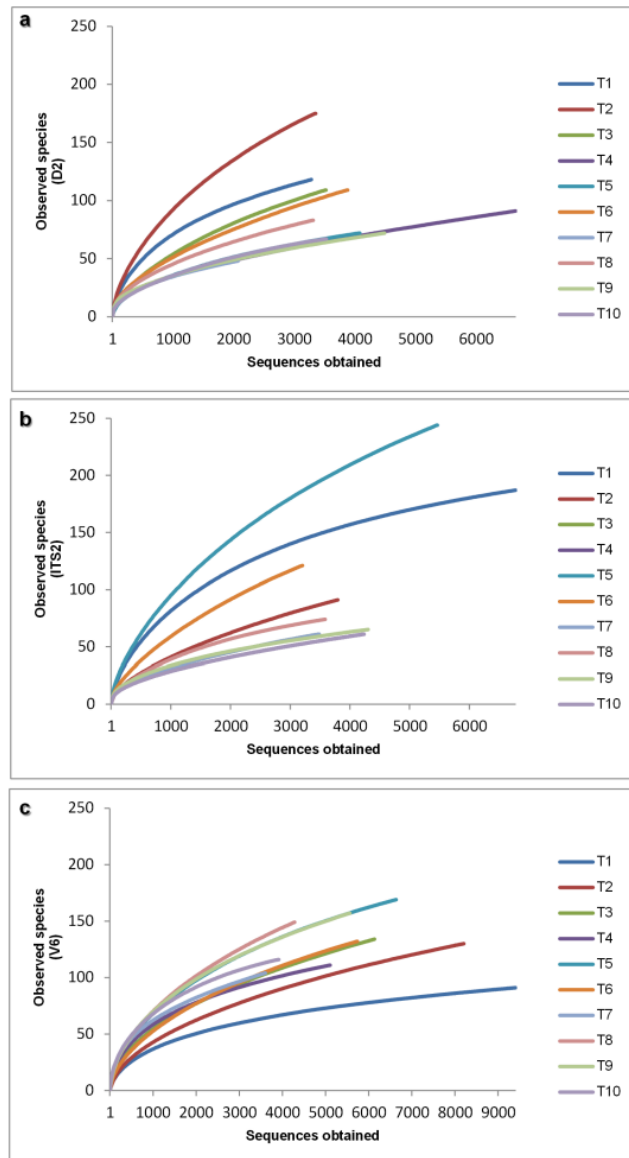 a
250
200
150
100
50
0
Observed species
(D2)
1 1000 2000 3000 4000 5000 6000
Sequences obtained
T1
T2
T3
T4
T5
T6
T7
T8
T9
T10
b
250
200
150
100
50
0
Observed species
(ITS2)
1 1000 2000 3000 4000 5000 6000
Sequences obtained
T1
T2
T3
T4
T5
T6
T7
T8
T9
T10
c
250
200
150
100
50
0
Observed species
(V6)
1 1000 2000 3000 4000 5000 6000 7000 8000 9000
Sequences obtained
T1
T2
T3
T4
T5
T6
T7
T8
T9
T10